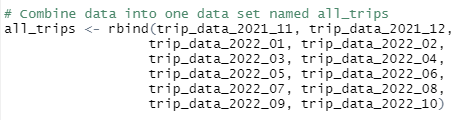 # Combine data into one data set named all_trips
all_trips <- rbind(trip_data_2021_11, trip_data_2021_12,
trip_data_2022_01, trip_data_2022_02,
trip_data_2022_03, trip_data_2022_04,
trip_data_2022_05, trip_data_2022_06,
trip_data_2022_07, trip_data_2022_08,
trip_data_2022_09, trip_data_2022_10)